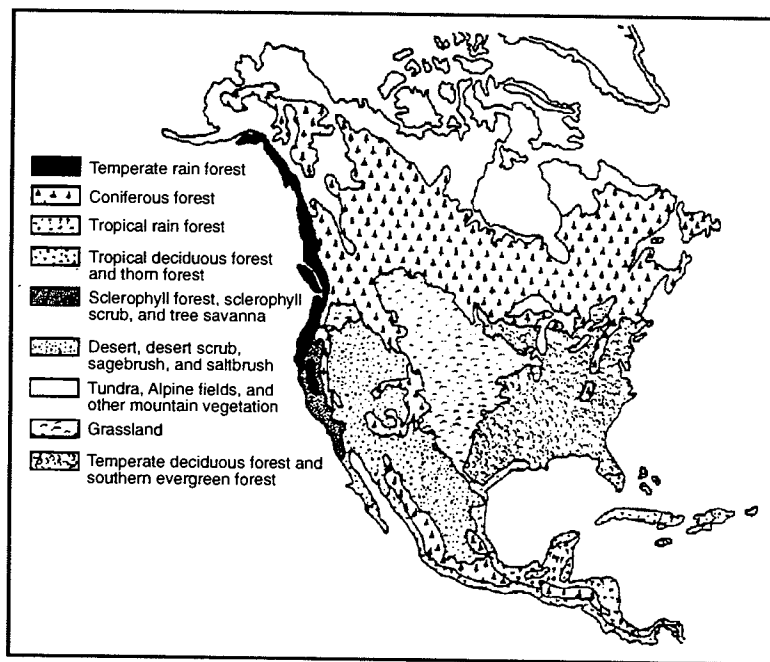 Temperate rain forest
Coniferous forest
Tropical rain forest
Tropical deciduous forest
and thorn forest
Sclerophyll forest, sclerophyll
scrub, and tree savanna
Desert, desert scrub,
sagebrush, and saltbrush
Tundra, Alpine fields, and
other mountain vegetation
Grassland
Temperate deciduous forest and
southern evergreen forest